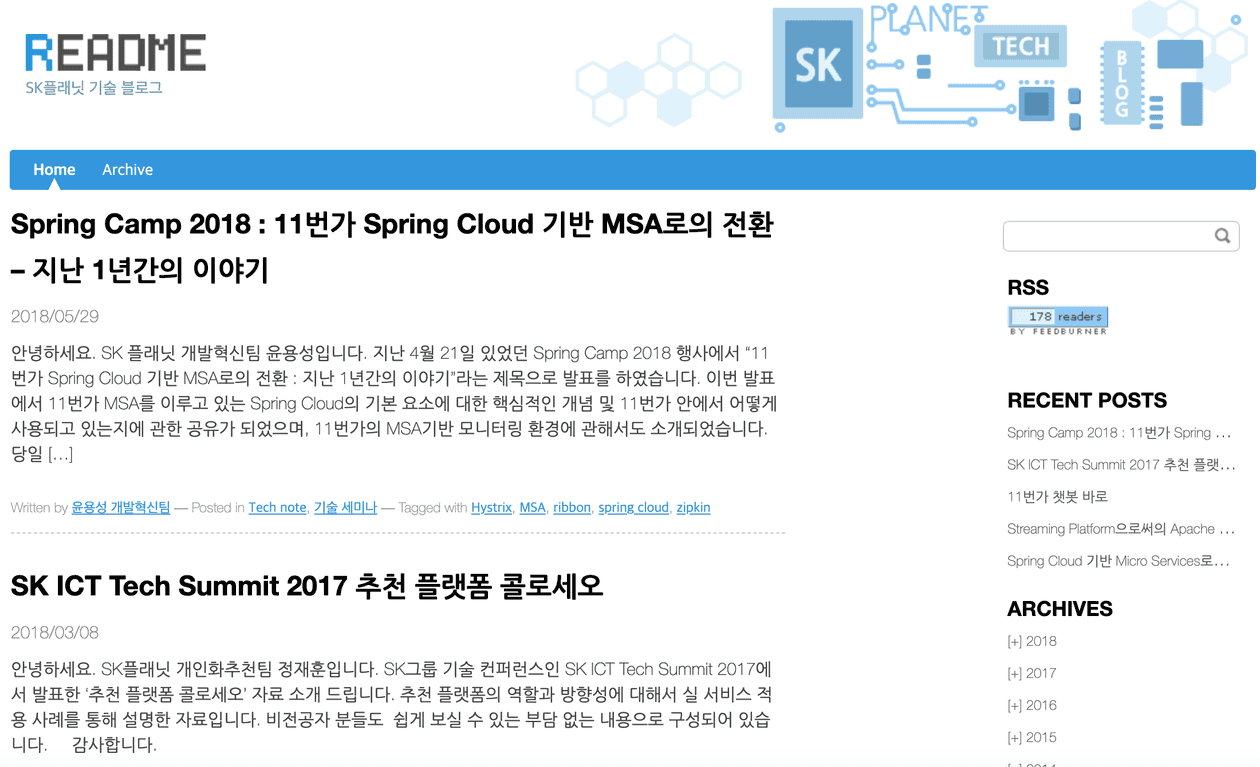 README
SK플래닛 기술 블로그
SK
PLANET
TECH
BLOG
Home Archive
Spring Camp 2018 : 11번가 Spring Cloud 기반 MSA로의 전환
– 지난 1년간의 이야기
2018/05/29
안녕하세요. SK 플래닛 개발혁신팀 윤용성입니다. 지난 4월 21일 있었던 Spring Camp 2018 행사에서 “11
번가 Spring Cloud 기반 MSA로의 전환 : 지난 1년간의 이야기”라는 제목으로 발표를 하였습니다. 이번 발표
에서 11번가 MSA를 이루고 있는 Spring Cloud의 기본 요소에 대한 핵심적인 개념 및 11번가 안에서 어떻게
사용되고 있는지에 관한 공유가 되었으며, 11번가의 MSA기반 모니터링 환경에 관해서도 소개되었습니다.
당일 […]
Written by 윤용성 개발혁신팀 — Posted in Tech note, 기술 세미나 — Tagged with Hystrix, MSA, ribbon, spring cloud, zipkin
SK ICT Tech Summit 2017 추천 플랫폼 콜로세오
2018/03/08
안녕하세요. SK플래닛 개인화추천팀 정재훈입니다. SK그룹 기술 컨퍼런스인 SK ICT Tech Summit 2017에
서 발표한 ‘추천 플랫폼 콜로세오’ 자료 소개 드립니다. 추천 플랫폼의 역할과 방향성에 대해서 실 서비스 적
용 사례를 통해 설명한 자료입니다. 비전공자 분들도 쉽게 보실 수 있는 부담 없는 내용으로 구성되어 있습
니다. 감사합니다.
RSS
178 readers
BY FEEDBURNER
RECENT POSTS
Spring Camp 2018 : 11번가 Spring …
SK ICT Tech Summit 2017 추천 플랫…
11번가 챗봇 바로
Streaming Platform으로써의 Apache …
Spring Cloud 기반 Micro Services로…
ARCHIVES
[+] 2018
[+] 2017
[+] 2016
[+] 2015
[+] 2014